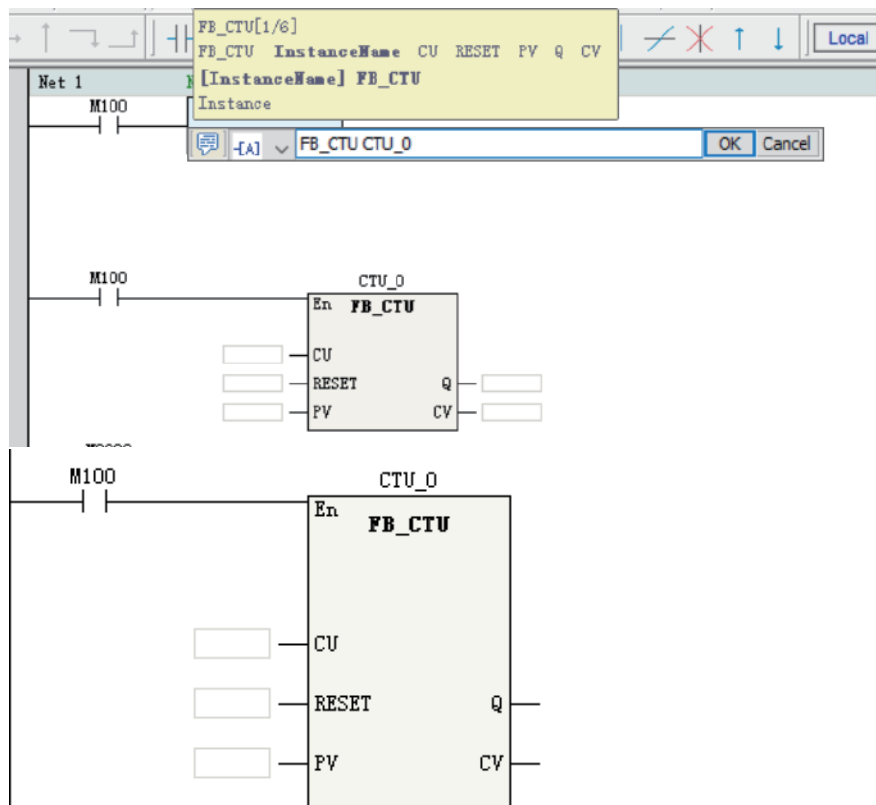 FB_CTU[1/6]
FB_CTU InstanceName CU RESET PV Q CV
[InstanceName] FB_CTU
Instance
Local
Net 1
M100
-[A]
FB_CTU CTU_0
OK
Cancel
M100
CTU_0
En
FB_CTU
CU
RESET
Q
PV
CV
M100
CTU_0
En
FB_CTU
CU
RESET
Q
PV
CV